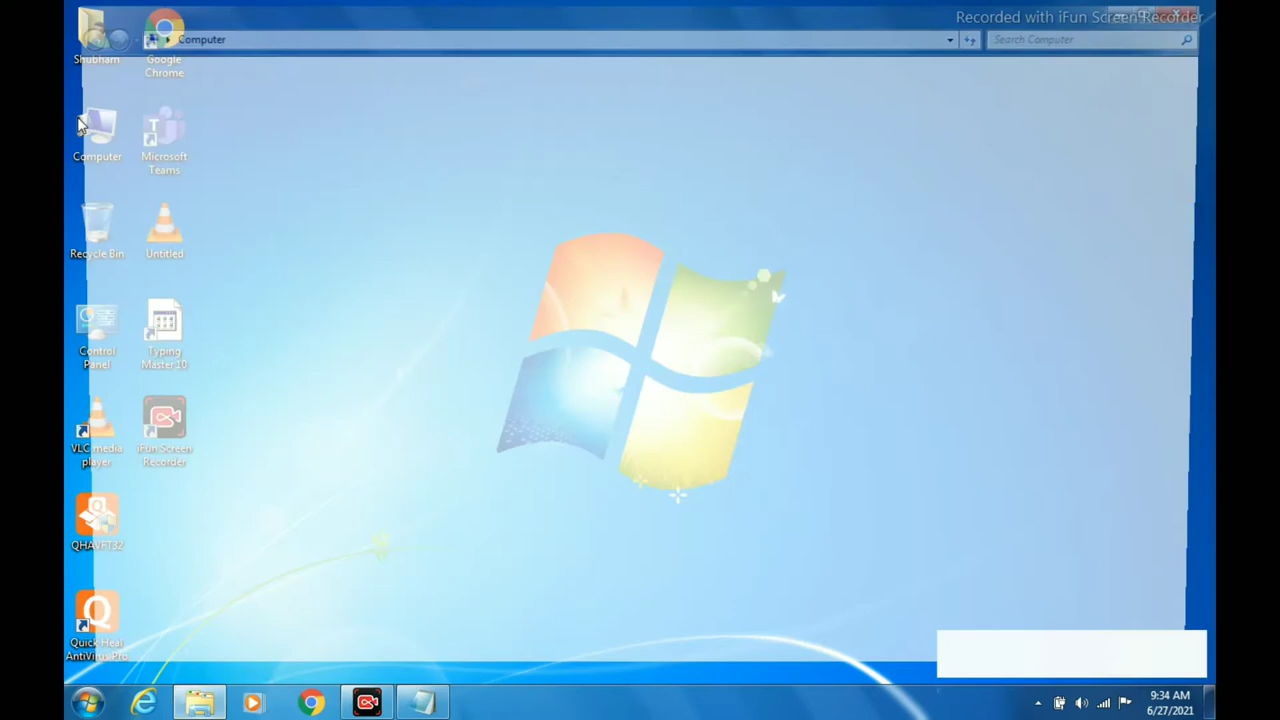 Recorded with iFun Screen Recorder
Computer
Search Computer
Shubham
Google
Chrome
Computer
Microsoft
Teams
Recycle Bin
Untitled
Control
Panel
Typing
Master 10
VLC media
player
iFun Screen
Recorder
QHAVRT32
Quick Heal
AntiVirus Pro
9:34 AM
6/27/2021